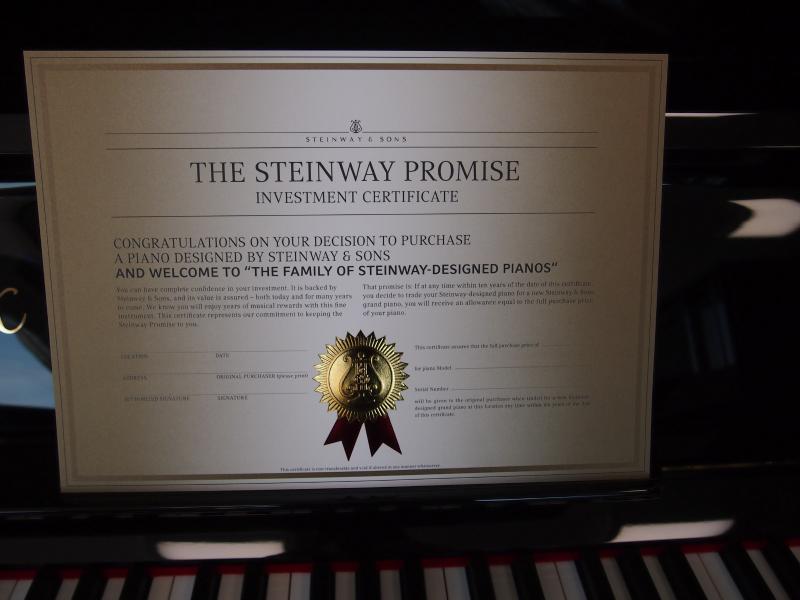 STEINWAY & SONS
THE STEINWAY PROMISE
INVESTMENT CERTIFICATE
CONGRATULATIONS ON YOUR DECISION TO PURCHASE
A PIANO DESIGNED BY STEINWAY & SONS
AND WELCOME TO “THE FAMILY OF STEINWAY-DESIGNED PIANOS“
You can have complete confidence in your investment. It is backed by
Steinway & Sons, and its value is assured – both today and for many years
to come. We know you will enjoy years of musical rewards with this fine
instrument. This certificate represents our commitment to keeping the
Steinway Promise to you.
That promise is: If at any time within ten years of the date of this certificate,
you decide to trade your Steinway-designed piano for a new Steinway & Sons
grand piano, you will receive an allowance equal to the full purchase price
of your piano.
LOCATION
DATE
ADDRESS
ORIGINAL PURCHASER (please print)
AUTHORIZED SIGNATURE
SIGNATURE
This certificate assures that the full purchase price of
for piano Model
Serial Number
will be given to the original purchaser when traded for a new Steinway-
designed grand piano at this location any time within ten years of the date
of this certificate.
This certificate is non-transferable and void if altered in any manner whatsoever.
C